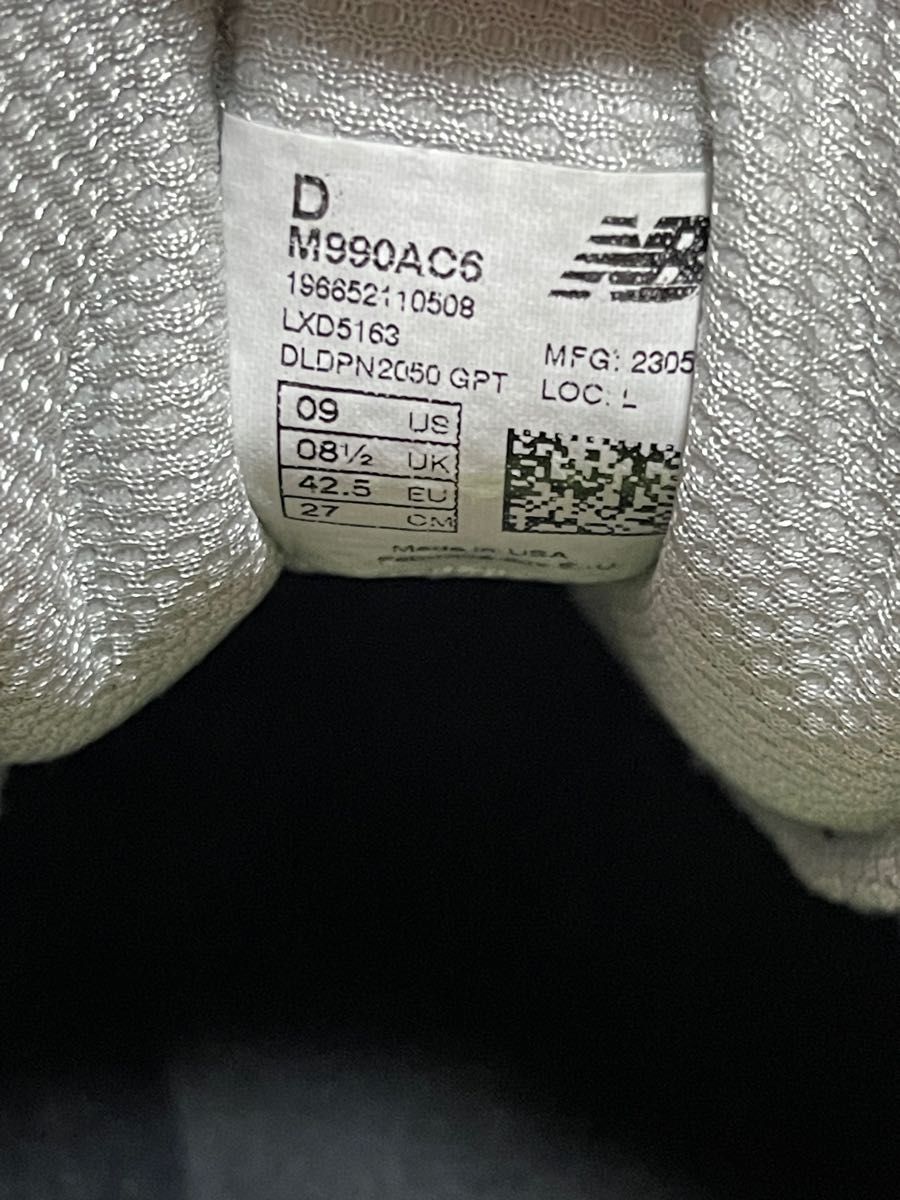 D
M990AC6
196652110508
LXD5163
DLDPN2050 GPT
MFG: 2305
LOC: L
09 US
08½ UK
42.5 EU
27 CM
Made in USA